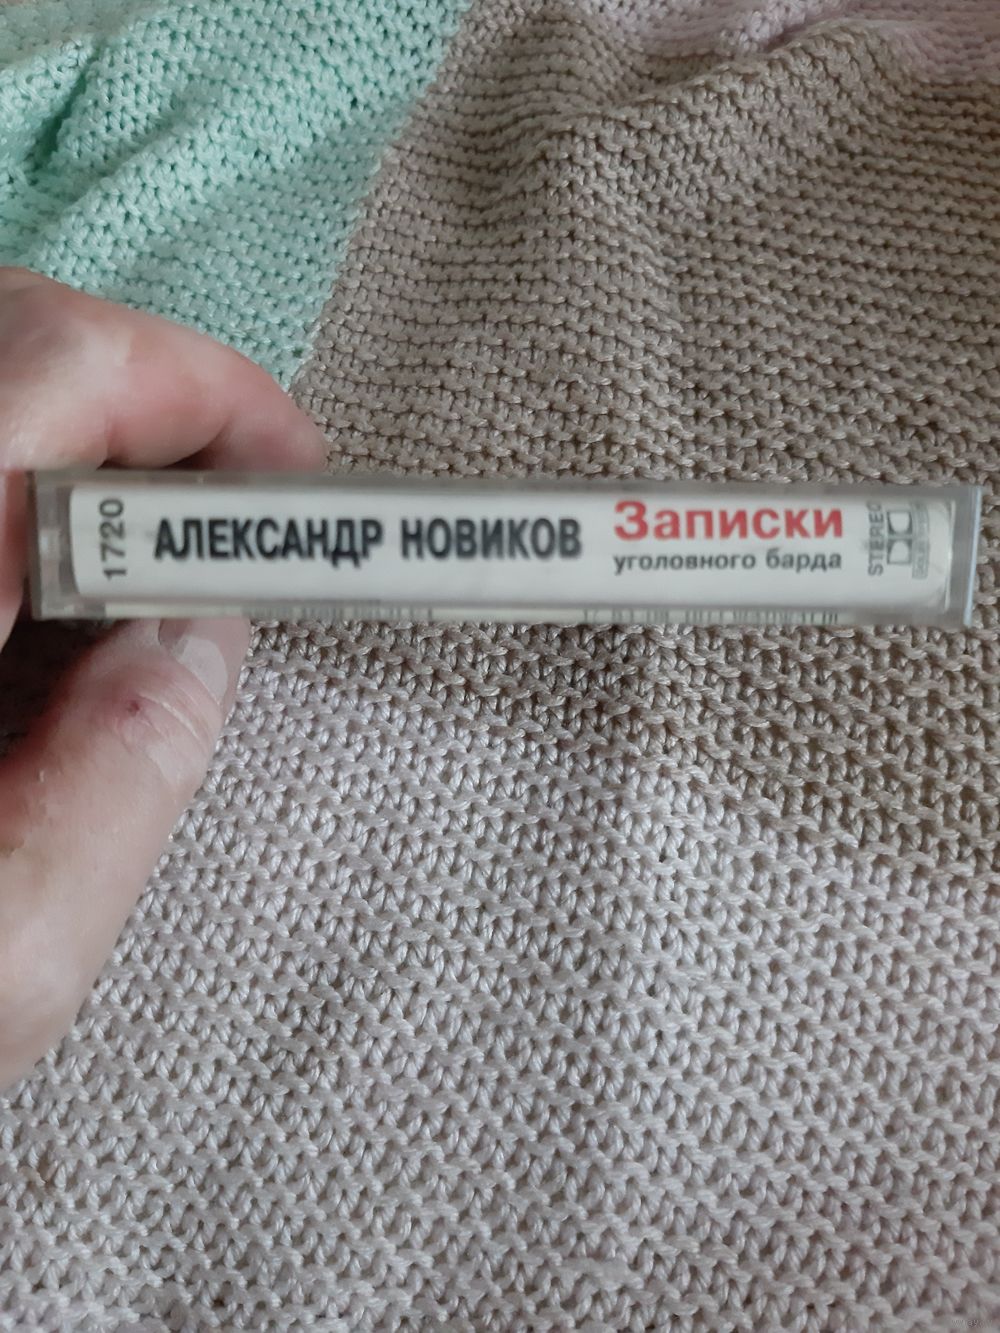 1720
АЛЕКСАНДР НОВИКОВ
Записки
уголовного барда
STEREO